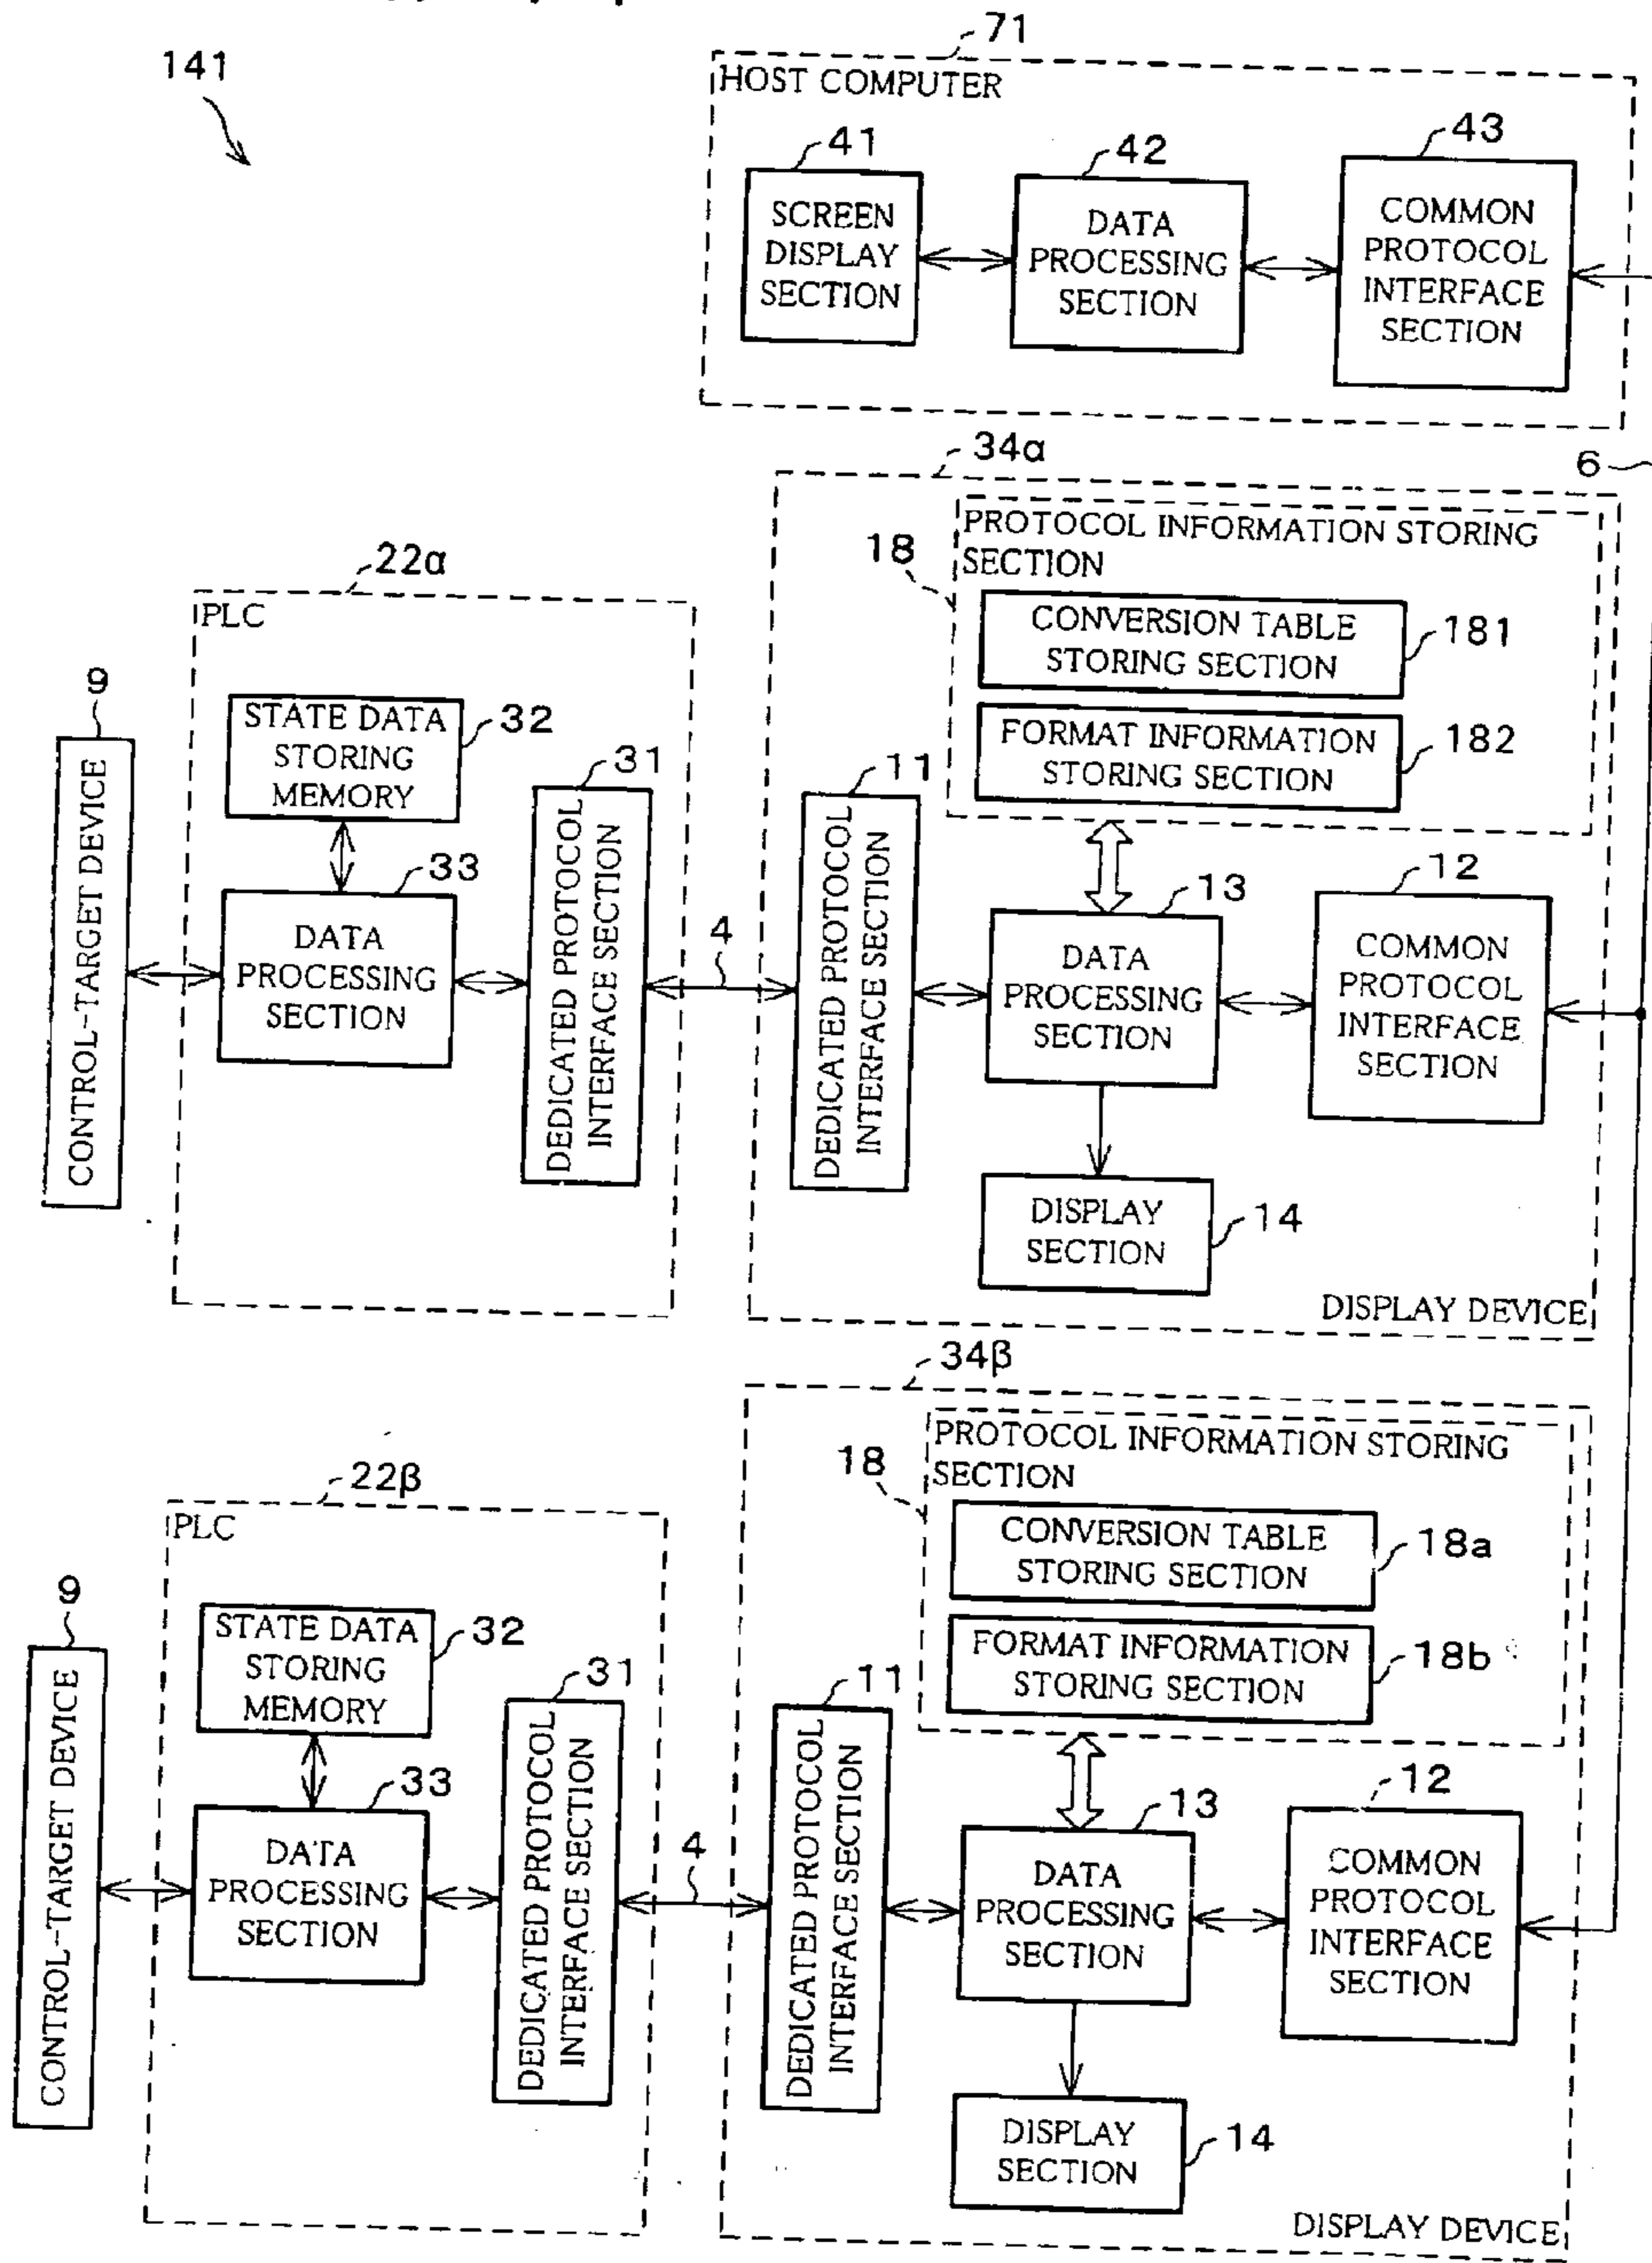 141
71
HOST COMPUTER
41
42
43
SCREEN
DISPLAY
SECTION
DATA
PROCESSING
SECTION
COMMON
PROTOCOL
INTERFACE
SECTION
6
34α
18
PROTOCOL INFORMATION STORING
SECTION
CONVERSION TABLE
STORING SECTION
181
FORMAT INFORMATION
STORING SECTION
182
22α
PLC
9
CONTROL-TARGET DEVICE
STATE DATA
STORING
MEMORY
32
33
DATA
PROCESSING
SECTION
31
DEDICATED PROTOCOL
INTERFACE SECTION
4
11
DEDICATED PROTOCOL
INTERFACE SECTION
13
DATA
PROCESSING
SECTION
12
COMMON
PROTOCOL
INTERFACE
SECTION
DISPLAY
SECTION
14
DISPLAY DEVICE
34β
18
PROTOCOL INFORMATION STORING
SECTION
CONVERSION TABLE
STORING SECTION
18a
FORMAT INFORMATION
STORING SECTION
18b
22β
PLC
9
CONTROL-TARGET DEVICE
STATE DATA
STORING
MEMORY
32
33
DATA
PROCESSING
SECTION
31
DEDICATED PROTOCOL
INTERFACE SECTION
4
11
DEDICATED PROTOCOL
INTERFACE SECTION
13
DATA
PROCESSING
SECTION
12
COMMON
PROTOCOL
INTERFACE
SECTION
DISPLAY
SECTION
14
DISPLAY DEVICE